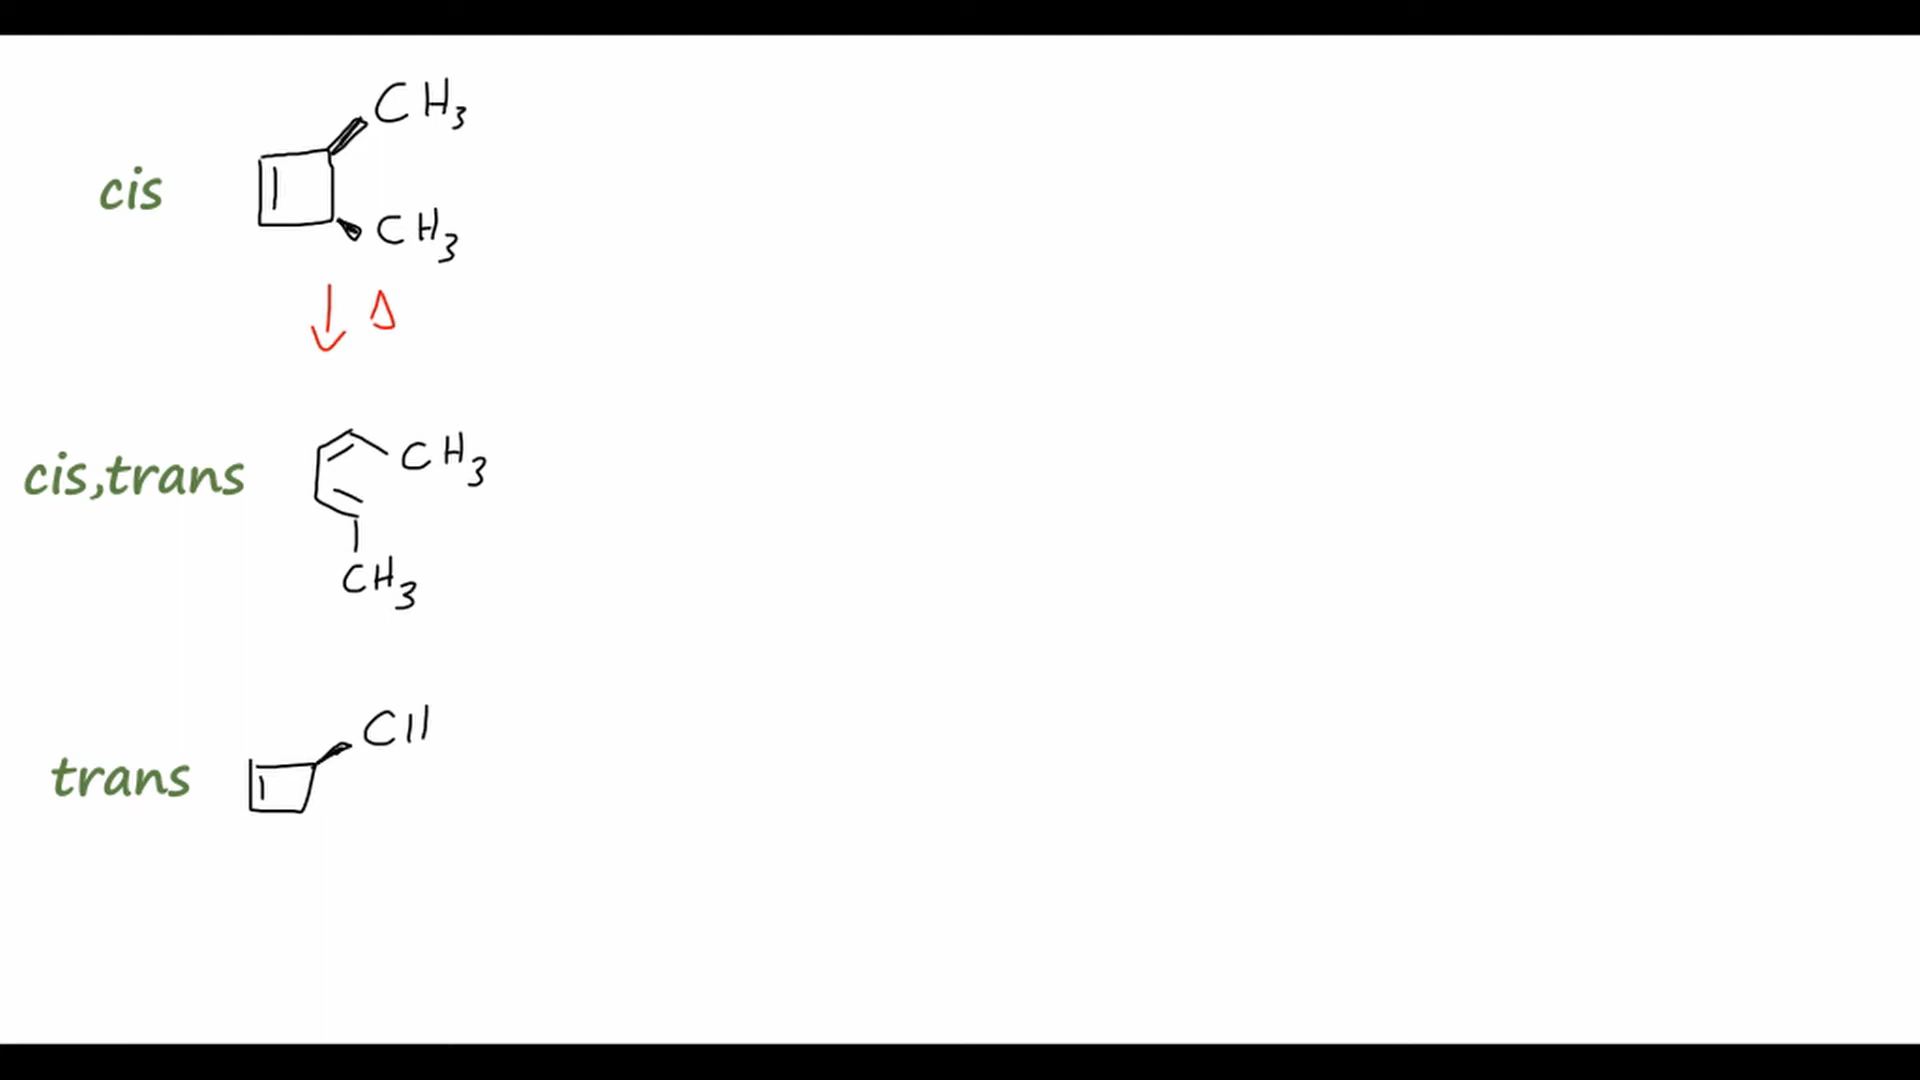 CH3
cis
CH3
Δ
cis,trans
CH3
CH3
trans